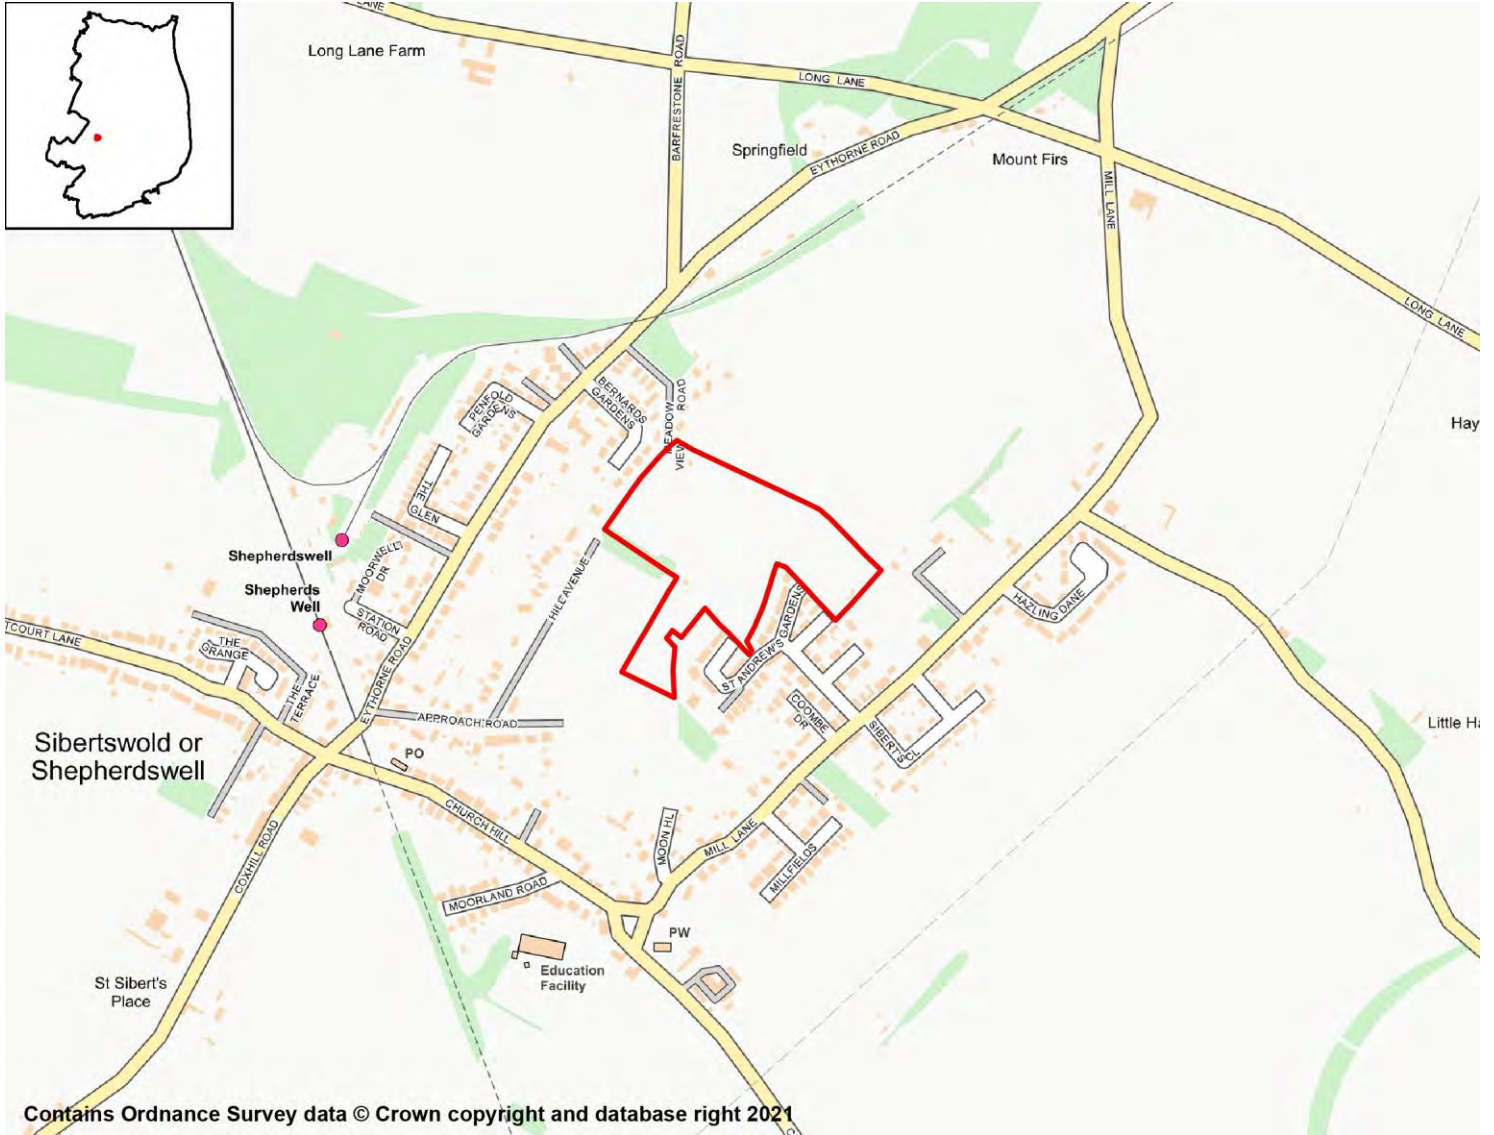 ANE
Long Lane Farm
BARFRESTONE ROAD
LONG LANE
Springfield
EYTHORNE ROAD
Mount Firs
MILL LANE
LONG LANE
PENFOLD
GARDENS
BERNARDS
GARDENS
MEADOW
VIEW
ROAD
Hay
THE
GLEN
Shepherdswell
MOORWELL
DR
Shepherds
Well
STATION
ROAD
HILL AVENUE
HAZLING DANE
TCOURT LANE
THE
GRANGE
THE
TERRACE
EYTHORNE ROAD
ST ANDREW'S GARDENS
APPROACH ROAD
COOMBE
DR
SIBERT'S
CL
Little Ha
Sibertswold or
Shepherdswell
PO
CHURCH HILL
MOON HL
MILL LANE
COXHILL ROAD
MILLFIELDS
MOORLAND ROAD
PW
Education
Facility
St Sibert's
Place
C
Contains Ordnance Survey data © Crown copyright and database right 2021